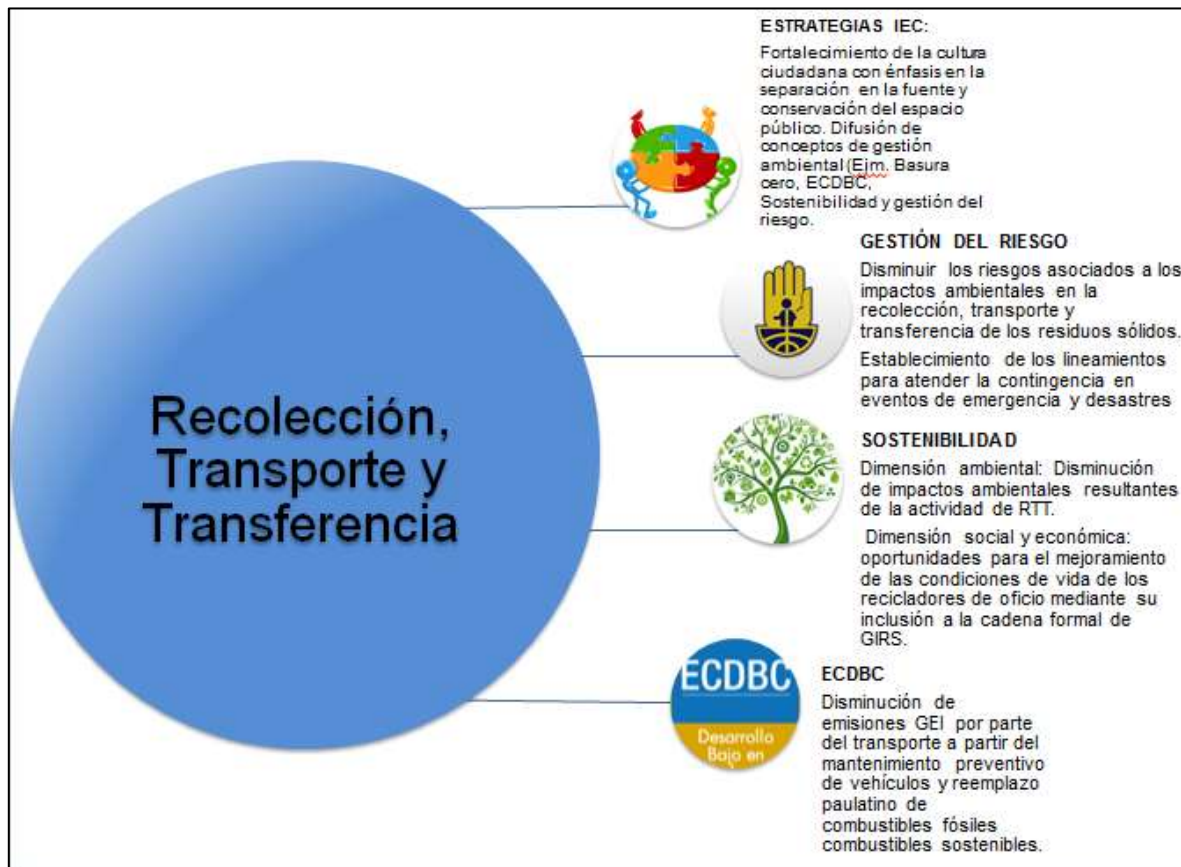 Recolección,
Transporte y
Transferencia
ESTRATEGIAS IEC:
Fortalecimiento de la cultura
ciudadana con énfasis en la
separación en la fuente y
conservación del espacio
público. Difusión de
conceptos de gestión
ambiental (Ejm. Basura
cero, ECDBC,
Sostenibilidad y gestión del
riesgo.
GESTIÓN DEL RIESGO
Disminuir los riesgos asociados a los
impactos ambientales en la
recolección, transporte y
transferencia de los residuos sólidos.
Establecimiento de los lineamientos
para atender la contingencia en
eventos de emergencia y desastres
SOSTENIBILIDAD
Dimensión ambiental: Disminución
de impactos ambientales resultantes
de la actividad de RTT.
Dimensión social y económica:
oportunidades para el mejoramiento
de las condiciones de vida de los
recicladores de oficio mediante su
inclusión a la cadena formal de
GIRS.
ECDBC
Desarrollo
Bajo en
ECDBC
Disminución de
emisiones GEI por parte
del transporte a partir del
mantenimiento preventivo
de vehículos y reemplazo
paulatino de
combustibles fósiles
combustibles sostenibles.